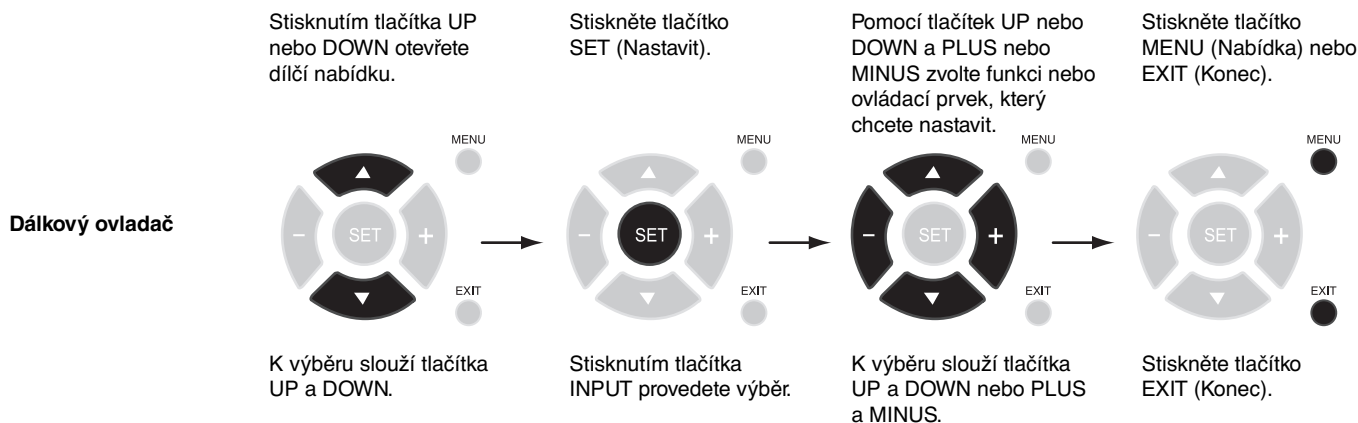 Stisknutím tlačítka UP
nebo DOWN otevřete
dílčí nabídku.
Stiskněte tlačítko
SET (Nastavit).
Pomocí tlačítek UP nebo
DOWN a PLUS nebo
MINUS zvolte funkci nebo
ovládací prvek, který
chcete nastavit.
Stiskněte tlačítko
MENU (Nabídka) nebo
EXIT (Konec).
Dálkový ovladač
MENU
- SET +
EXIT
MENU
- SET +
EXIT
MENU
- SET +
EXIT
MENU
- SET +
EXIT
K výběru slouží tlačítka
UP a DOWN.
Stisknutím tlačítka
INPUT provedete výběr.
K výběru slouží tlačítka
UP a DOWN nebo PLUS
a MINUS.
Stiskněte tlačítko
EXIT (Konec).